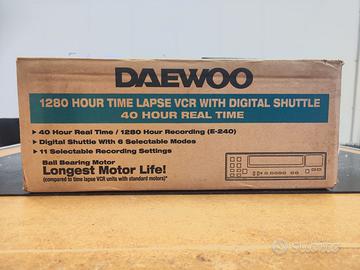 DAEWOO
1280 HOUR TIME LAPSE VCR WITH DIGITAL SHUTTLE
40 HOUR REAL TIME
40 Hour Real Time / 1280 Hour Recording (E-240)
Digital Shuttle With 6 Selectable Modes
11 Selectable Recording Settings
Ball Bearing Motor
Longest Motor Life!
(compared to time lapse VCR units with standard motors)*
subito